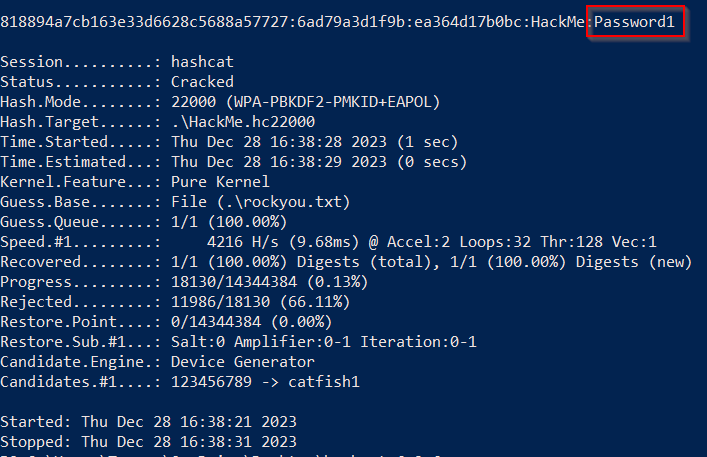 818894a7cb163e33d6628c5688a57727:6ad79a3d1f9b:ea364d17b0bc:HackMe:Password1
Session..........: hashcat
Status...........: Cracked
Hash.Mode........: 22000 (WPA-PBKDF2-PMKID+EAPOL)
Hash.Target......: .\HackMe.hc22000
Time.Started.....: Thu Dec 28 16:38:28 2023 (1 sec)
Time.Estimated...: Thu Dec 28 16:38:29 2023 (0 secs)
Kernel.Feature...: Pure Kernel
Guess.Base.......: File (.\rockyou.txt)
Guess.Queue......: 1/1 (100.00%)
Speed.#1.........:     4216 H/s (9.68ms) @ Accel:2 Loops:32 Thr:128 Vec:1
Recovered........: 1/1 (100.00%) Digests (total), 1/1 (100.00%) Digests (new)
Progress.........: 18130/14344384 (0.13%)
Rejected.........: 11986/18130 (66.11%)
Restore.Point....: 0/14344384 (0.00%)
Restore.Sub.#1...: Salt:0 Amplifier:0-1 Iteration:0-1
Candidate.Engine.: Device Generator
Candidates.#1....: 123456789 -> catfish1
Started: Thu Dec 28 16:38:21 2023
Stopped: Thu Dec 28 16:38:31 2023